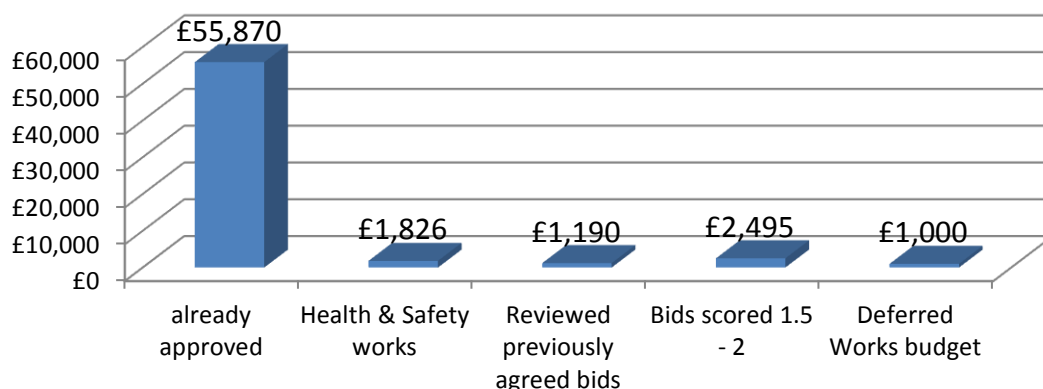 £55,870
£60,000
£50,000
£40,000
£30,000
£20,000
£10,000
£0
£1,826
£1,190
£2,495
£1,000
already
approved
Health & Safety
works
Reviewed
previously
agreed bids
Bids scored 1.5
- 2
Deferred
Works budget